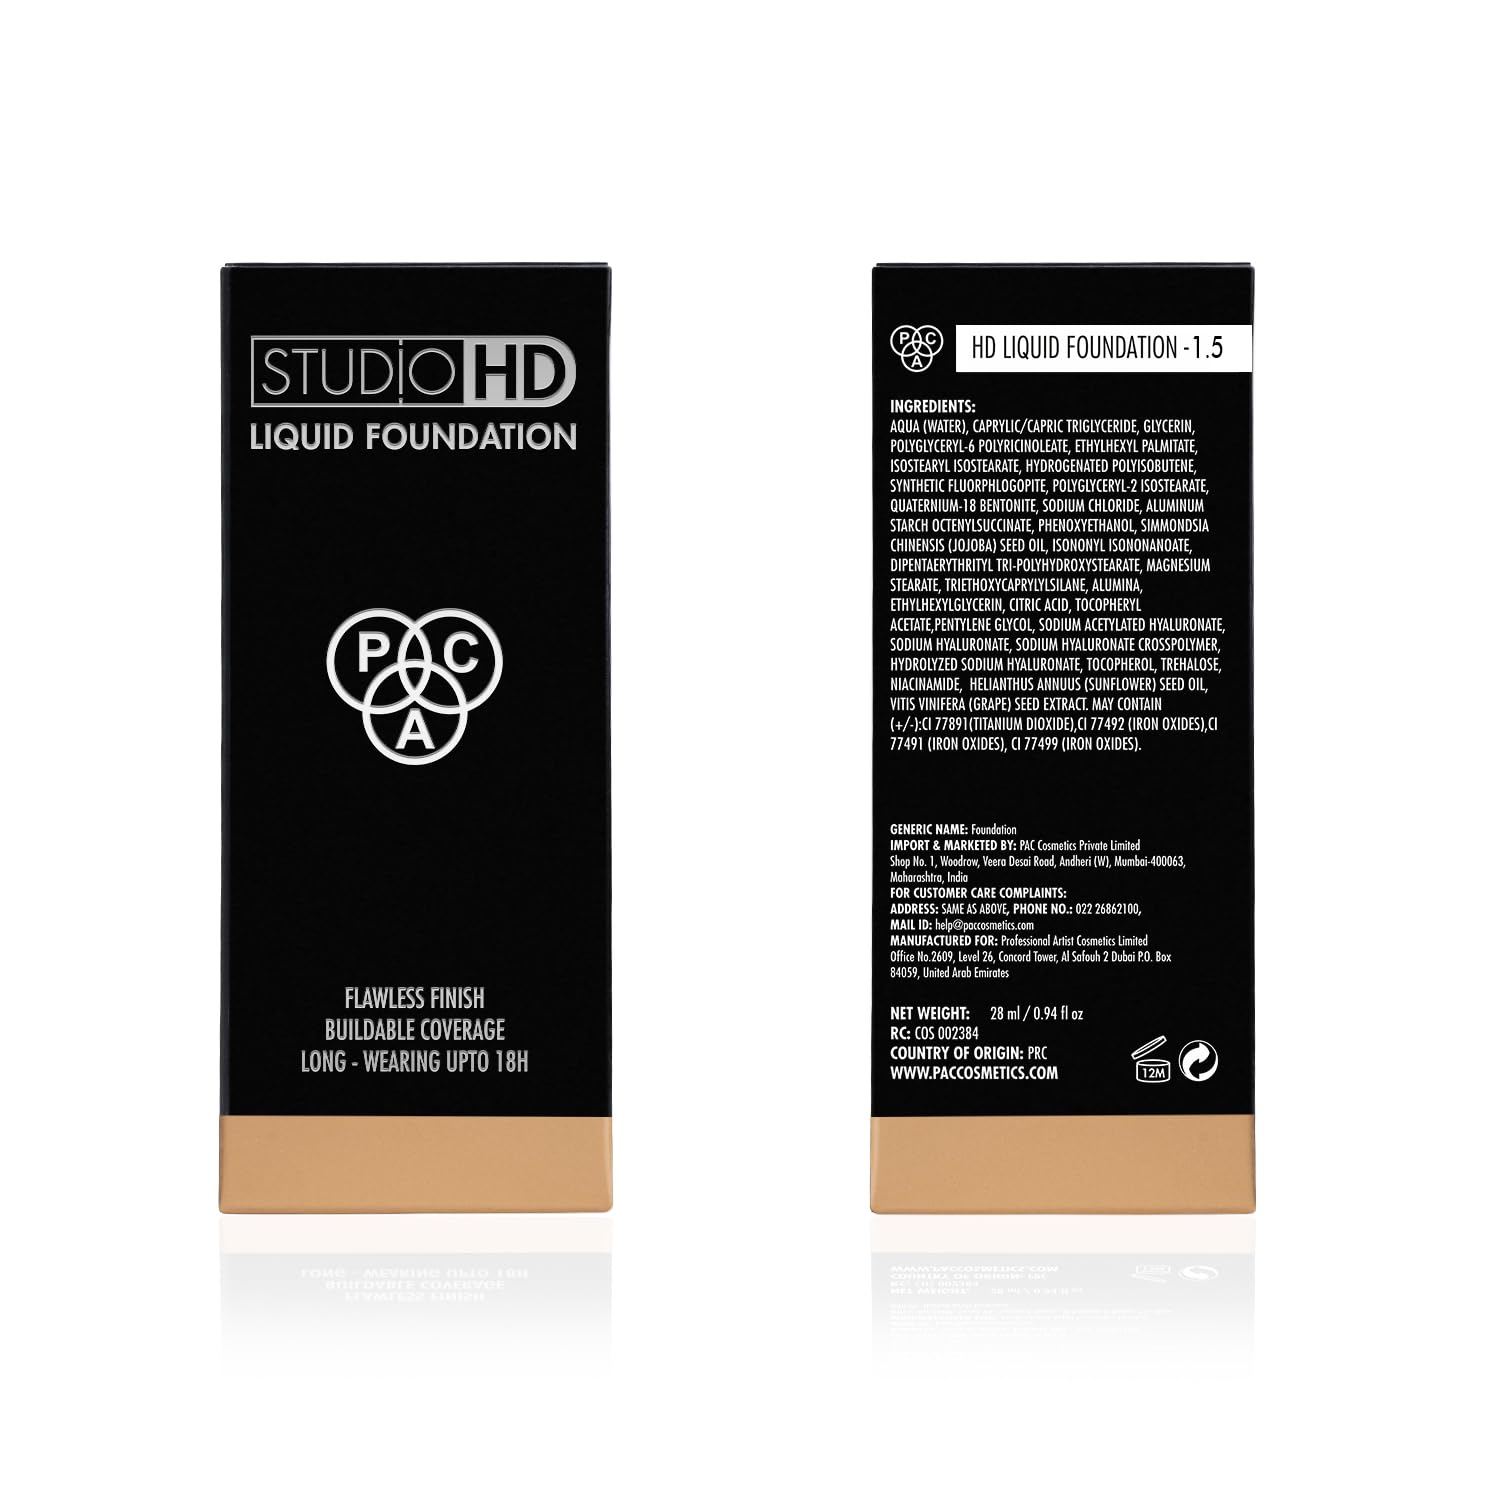 STUDIO HD
LIQUID FOUNDATION
P C
A
FLAWLESS FINISH
BUILDABLE COVERAGE
LONG - WEARING UPTO 18H
P C
A
HD LIQUID FOUNDATION -1.5
INGREDIENTS:
AQUA (WATER), CAPRYLIC/CAPRIC TRIGLYCERIDE, GLYCERIN,
POLYGLYCERYL-6 POLYRICINOLEATE, ETHYLHEXYL PALMITATE,
ISOSTEARYL ISOSTEARATE, HYDROGENATED POLYISOBUTENE,
SYNTHETIC FLUORPHLOGOPITE, POLYGLYCERYL-2 ISOSTEARATE,
QUATERNIUM-18 BENTONITE, SODIUM CHLORIDE, ALUMINUM
STARCH OCTENYLSUCCINATE, PHENOXYETHANOL, SIMMONDSIA
CHINENSIS (JOJOBA) SEED OIL, ISONONYL ISONONANOATE,
DIPENTAERYTHRITYL TRI-POLYHYDROXYSTEARATE, MAGNESIUM
STEARATE, TRIETHOXYCAPRYLYLSILANE, ALUMINA,
ETHYLHEXYLGLYCERIN, CITRIC ACID, TOCOPHERYL
ACETATE,PENTYLENE GLYCOL, SODIUM ACETYLATED HYALURONATE,
SODIUM HYALURONATE, SODIUM HYALURONATE CROSSPOLYMER,
HYDROLYZED SODIUM HYALURONATE, TOCOPHEROL, TREHALOSE,
NIACINAMIDE, HELIANTHUS ANNUUS (SUNFLOWER) SEED OIL,
VITIS VINIFERA (GRAPE) SEED EXTRACT. MAY CONTAIN
(+/-):CI 77891(TITANIUM DIOXIDE),CI 77492 (IRON OXIDES),CI
77491 (IRON OXIDES), CI 77499 (IRON OXIDES).
GENERIC NAME: Foundation
IMPORT & MARKETED BY: PAC Cosmetics Private Limited
Shop No. 1, Woodrow, Veera Desai Road, Andheri (W), Mumbai-400063,
Maharashtra, India
FOR CUSTOMER CARE COMPLAINTS:
ADDRESS: SAME AS ABOVE, PHONE NO.: 022 26862100,
MAIL ID: help@paccosmetics.com
MANUFACTURED FOR: Professional Artist Cosmetics Limited
Office No.2609, Level 26, Concord Tower, Al Safouh 2 Dubai P.O. Box
84059, United Arab Emirates
NET WEIGHT: 28 ml / 0.94 fl oz
RC: COS 002384
COUNTRY OF ORIGIN: PRC
WWW.PACCOSMETICS.COM
12M